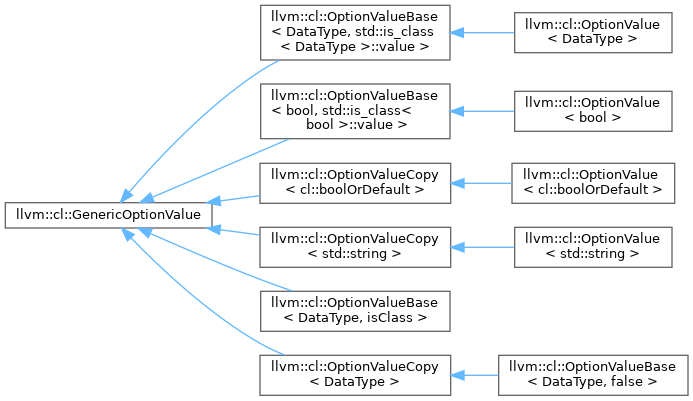 llvm::cl::OptionValueBase
< DataType, std::is_class
< DataType >::value >
llvm::cl::OptionValue
< DataType >
llvm::cl::OptionValueBase
< bool, std::is_class<
bool >::value >
llvm::cl::OptionValue
< bool >
llvm::cl::OptionValueCopy
< cl::boolOrDefault >
llvm::cl::OptionValue
< cl::boolOrDefault >
llvm::cl::GenericOptionValue
llvm::cl::OptionValueCopy
< std::string >
llvm::cl::OptionValue
< std::string >
llvm::cl::OptionValueBase
< DataType, isClass >
llvm::cl::OptionValueCopy
< DataType >
llvm::cl::OptionValueBase
< DataType, false >